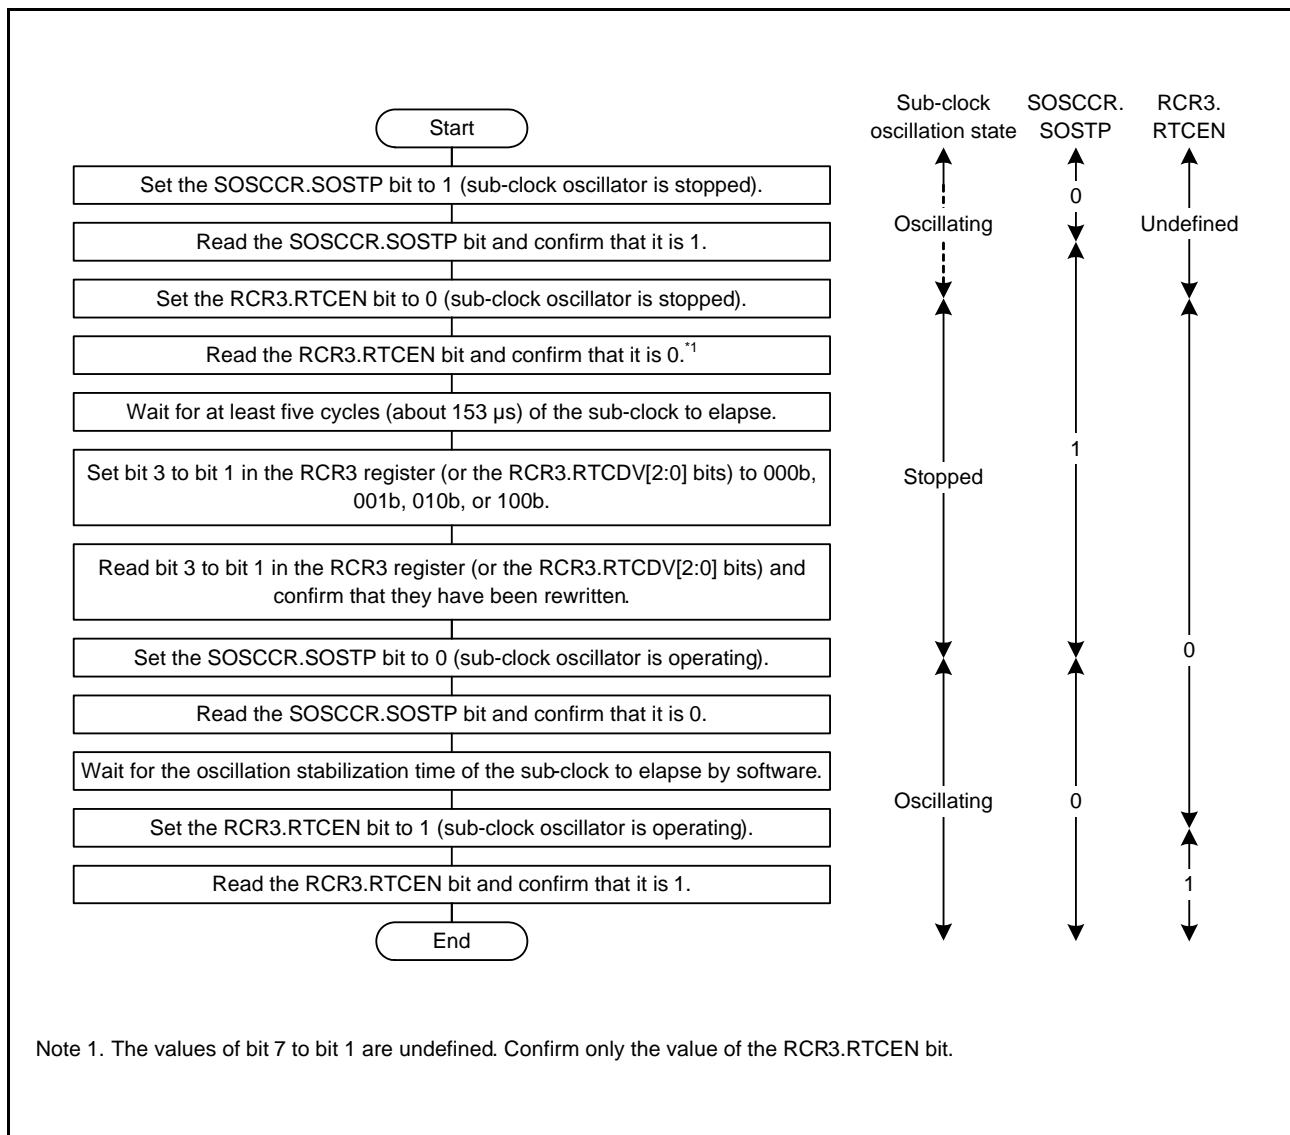 Sub-clock
oscillation state
SOSCCR.
SOSTP
RCR3.
RTCEN
Start
Set the SOSCCR.SOSTP bit to 1 (sub-clock oscillator is stopped).
0
Read the SOSCCR.SOSTP bit and confirm that it is 1.
Oscillating
Undefined
Set the RCR3.RTCEN bit to 0 (sub-clock oscillator is stopped).
Read the RCR3.RTCEN bit and confirm that it is 0.*1
Wait for at least five cycles (about 153 µs) of the sub-clock to elapse.
1
Set bit 3 to bit 1 in the RCR3 register (or the RCR3.RTCDV[2:0] bits) to 000b,
001b, 010b, or 100b.
Stopped
Read bit 3 to bit 1 in the RCR3 register (or the RCR3.RTCDV[2:0] bits) and
confirm that they have been rewritten.
Set the SOSCCR.SOSTP bit to 0 (sub-clock oscillator is operating).
0
Read the SOSCCR.SOSTP bit and confirm that it is 0.
Wait for the oscillation stabilization time of the sub-clock to elapse by software.
Oscillating
0
Set the RCR3.RTCEN bit to 1 (sub-clock oscillator is operating).
Read the RCR3.RTCEN bit and confirm that it is 1.
1
End
Note 1. The values of bit 7 to bit 1 are undefined. Confirm only the value of the RCR3.RTCEN bit.